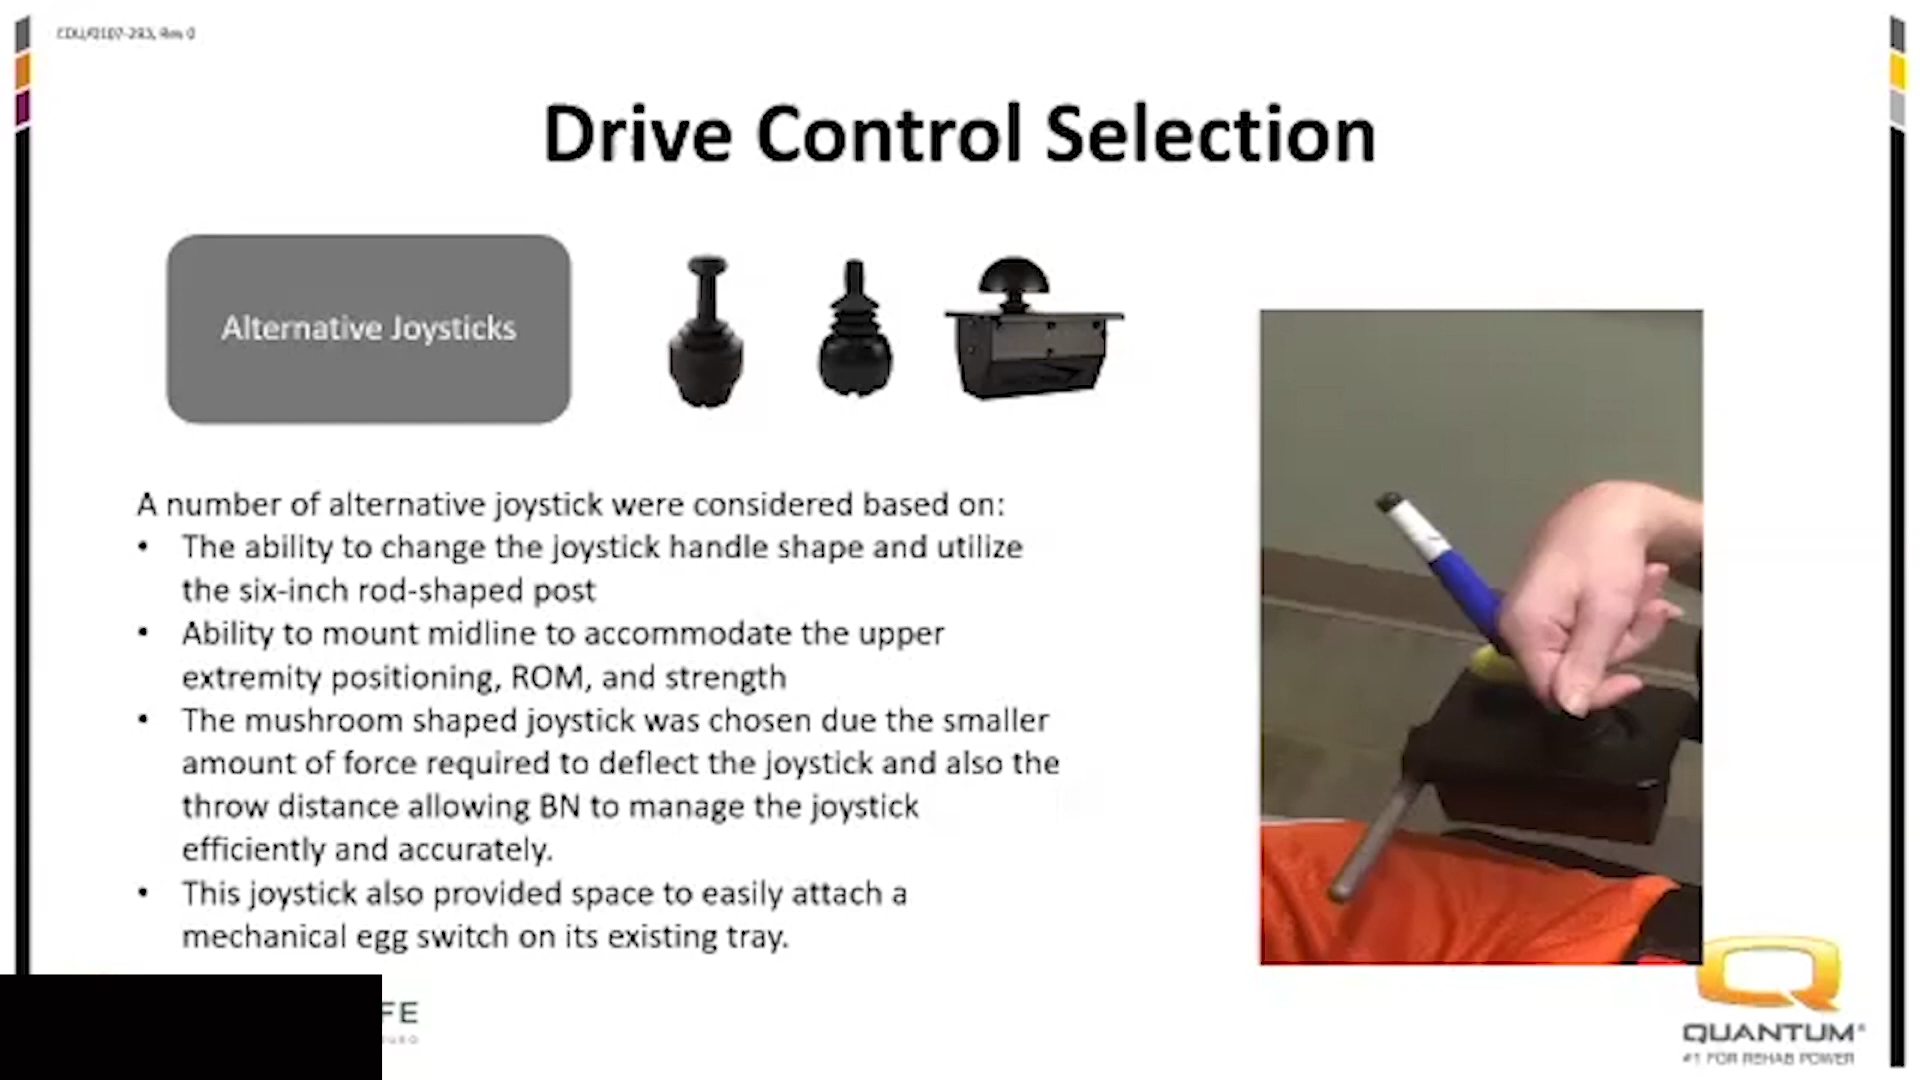 Drive Control Selection
Alternative Joysticks
A number of alternative joystick were considered based on:
• The ability to change the joystick handle shape and utilize
the six-inch rod-shaped post
• Ability to mount midline to accommodate the upper
extremity positioning, ROM, and strength
• The mushroom shaped joystick was chosen due the smaller
amount of force required to deflect the joystick and also the
throw distance allowing BN to manage the joystick
efficiently and accurately.
• This joystick also provided space to easily attach a
mechanical egg switch on its existing tray.
FE
QUANTUM®
#1 FOR REHAB POWER